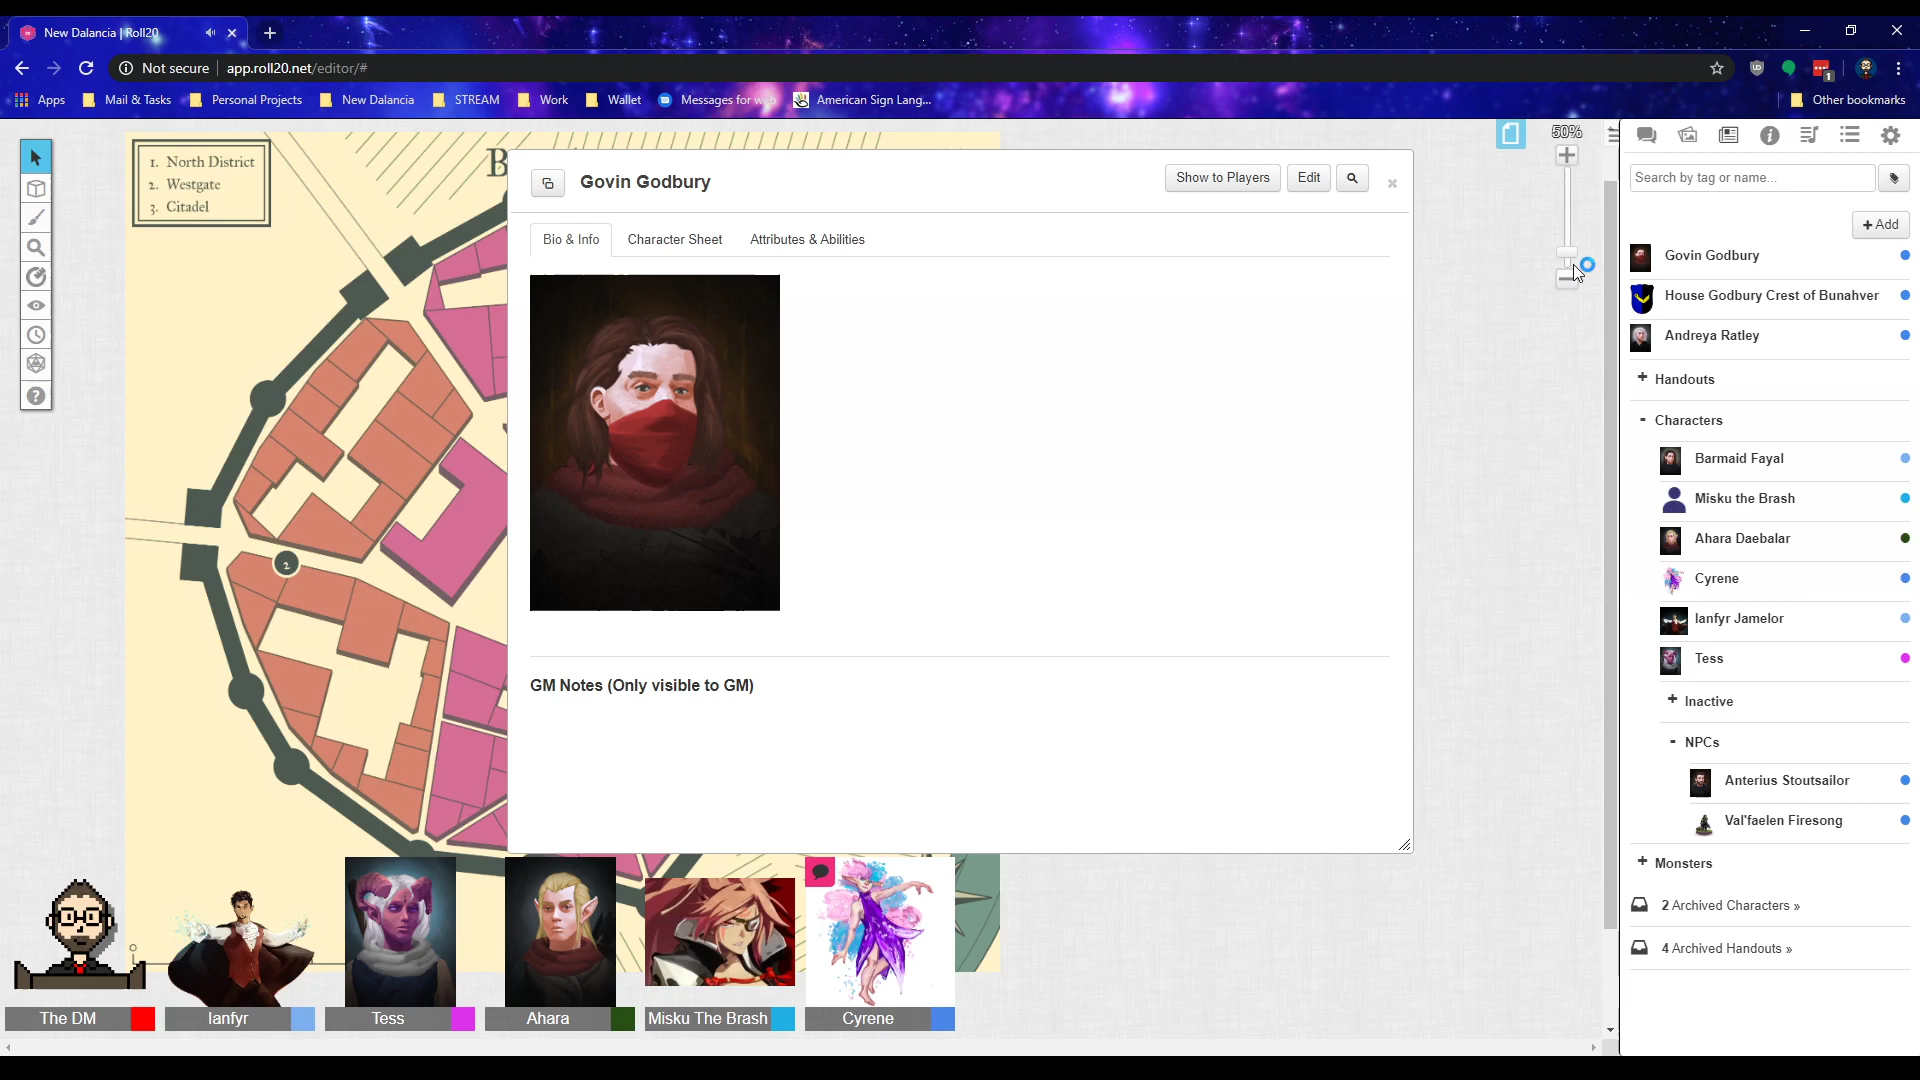 New Dalancia | Roll20
Not secure
app.roll20.net/editor/#
Apps
Mail & Tasks
Personal Projects
New Dalancia
STREAM
Work
Wallet
Messages for web
American Sign Lang...
Other bookmarks
1. North District
2. Westgate
3. Citadel
B
2
0
Govin Godbury
Show to Players
Edit
Bio & Info
Character Sheet
Attributes & Abilities
GM Notes (Only visible to GM)
50%
Search by tag or name...
+ Add
Govin Godbury
House Godbury Crest of Bunahver
Andreya Ratley
+ Handouts
- Characters
Barmaid Fayal
Misku the Brash
Ahara Daebalar
Cyrene
Ianfyr Jamelor
Tess
+ Inactive
- NPCs
Anterius Stoutsailor
Val'faelen Firesong
+ Monsters
2 Archived Characters »
4 Archived Handouts »
The DM
Ianfyr
Tess
Ahara
Misku The Brash
Cyrene